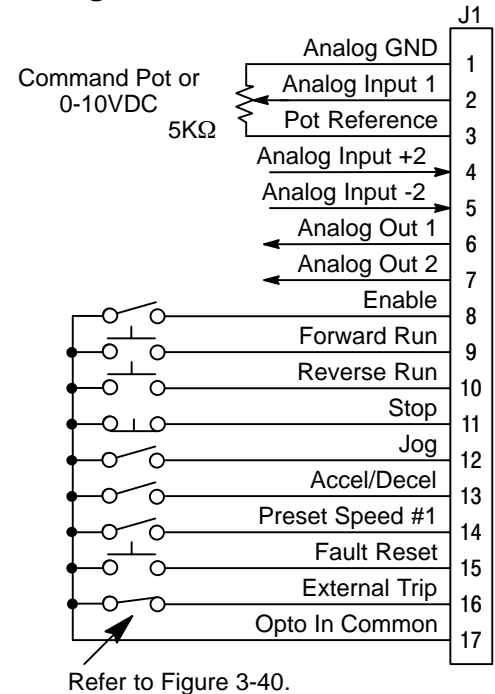 J1
Analog GND 1
Command Pot or
0-10VDC
Analog Input 1 2
5KΩ
Pot Reference 3
Analog Input +2 4
Analog Input -2 5
Analog Out 1 6
Analog Out 2 7
Enable 8
Forward Run 9
Reverse Run 10
Stop 11
Jog 12
Accel/Decel 13
Preset Speed #1 14
Fault Reset 15
External Trip 16
Opto In Common 17
Refer to Figure 3-40.